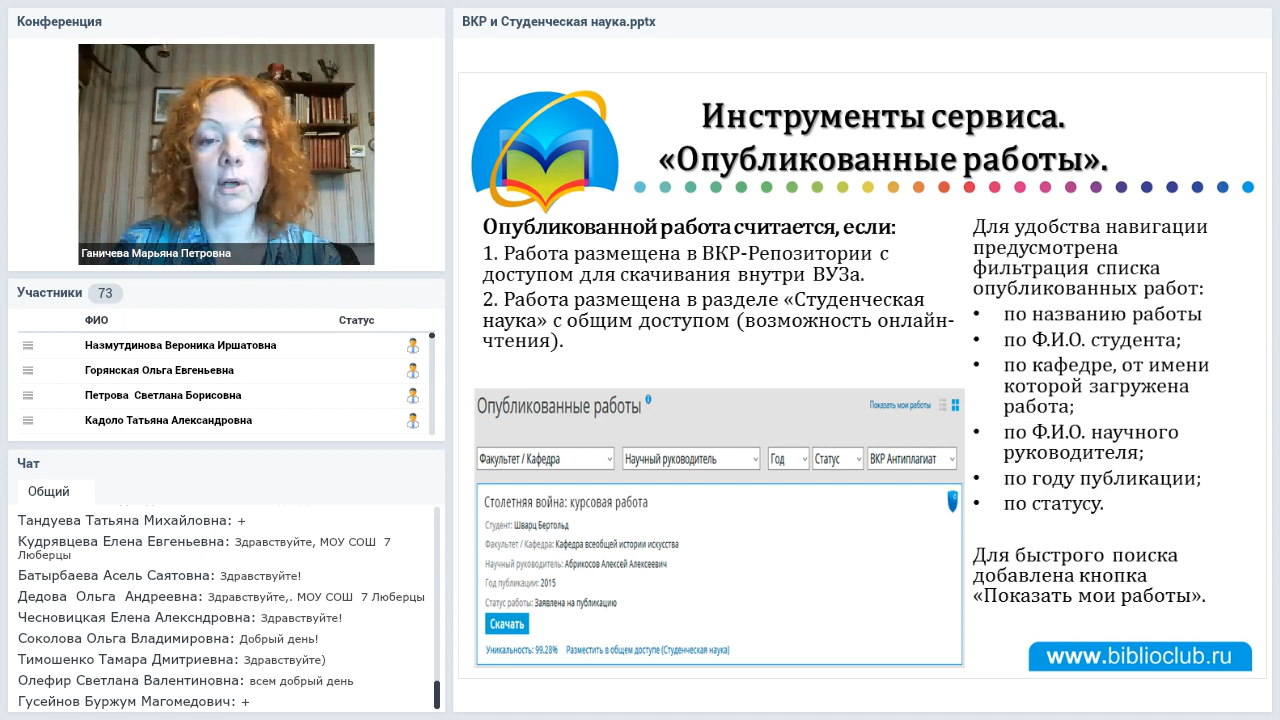 Конференция
Ганичева Марьяна Петровна
Участники 73
ФИО Статус
Назмутдинова Вероника Иршатовна
Горянская Ольга Евгеньевна
Петрова Светлана Борисовна
Кадоло Татьяна Александровна
Чат
Общий
Тандуева Татьяна Михайловна: +
Кудрявцева Елена Евгеньевна: Здравствуйте, МОУ СОШ 7
Люберцы
Батырбаева Асель Саятовна: Здравствуйте!
Дедова Ольга Андреевна: Здравствуйте,. МОУ СОШ 7 Люберцы
Чесновицкая Елена Алексндровна: Здравствуйте!
Соколова Ольга Владимировна: Добрый день!
Тимошенко Тамара Дмитриевна: Здравствуйте)
Олефир Светлана Валентиновна: всем добрый день
Гусейнов Буржум Магомедович: +
ВКР и Студенческая наука.pptx
Инструменты сервиса.
«Опубликованные работы».
Опубликованной работа считается, если:
1. Работа размещена в ВКР-Репозитории с
доступом для скачивания внутри ВУЗа.
2. Работа размещена в разделе «Студенческая
наука» с общим доступом (возможность онлайн-
чтения).
Опубликованные работы
Показать мои работы
Факультет / Кафедра Научный руководитель Год Статус ВКР Антиплагиат
Столетняя война: курсовая работа
Студент: Шварц Бертольд
Факультет / Кафедра: Кафедра всеобщей истории искусства
Научный руководитель: Абрикосов Алексей Алексеевич
Год публикации: 2015
Статус работы: Заявлена на публикацию
Скачать
Уникальность: 99.28% Разместить в общем доступе (Студенческая наука)
Для удобства навигации
предусмотрена
фильтрация списка
опубликованных работ:
• по названию работы
• по Ф.И.О. студента;
• по кафедре, от имени
которой загружена
работа;
• по Ф.И.О. научного
руководителя;
• по году публикации;
• по статусу.
Для быстрого поиска
добавлена кнопка
«Показать мои работы».
www.biblioclub.ru